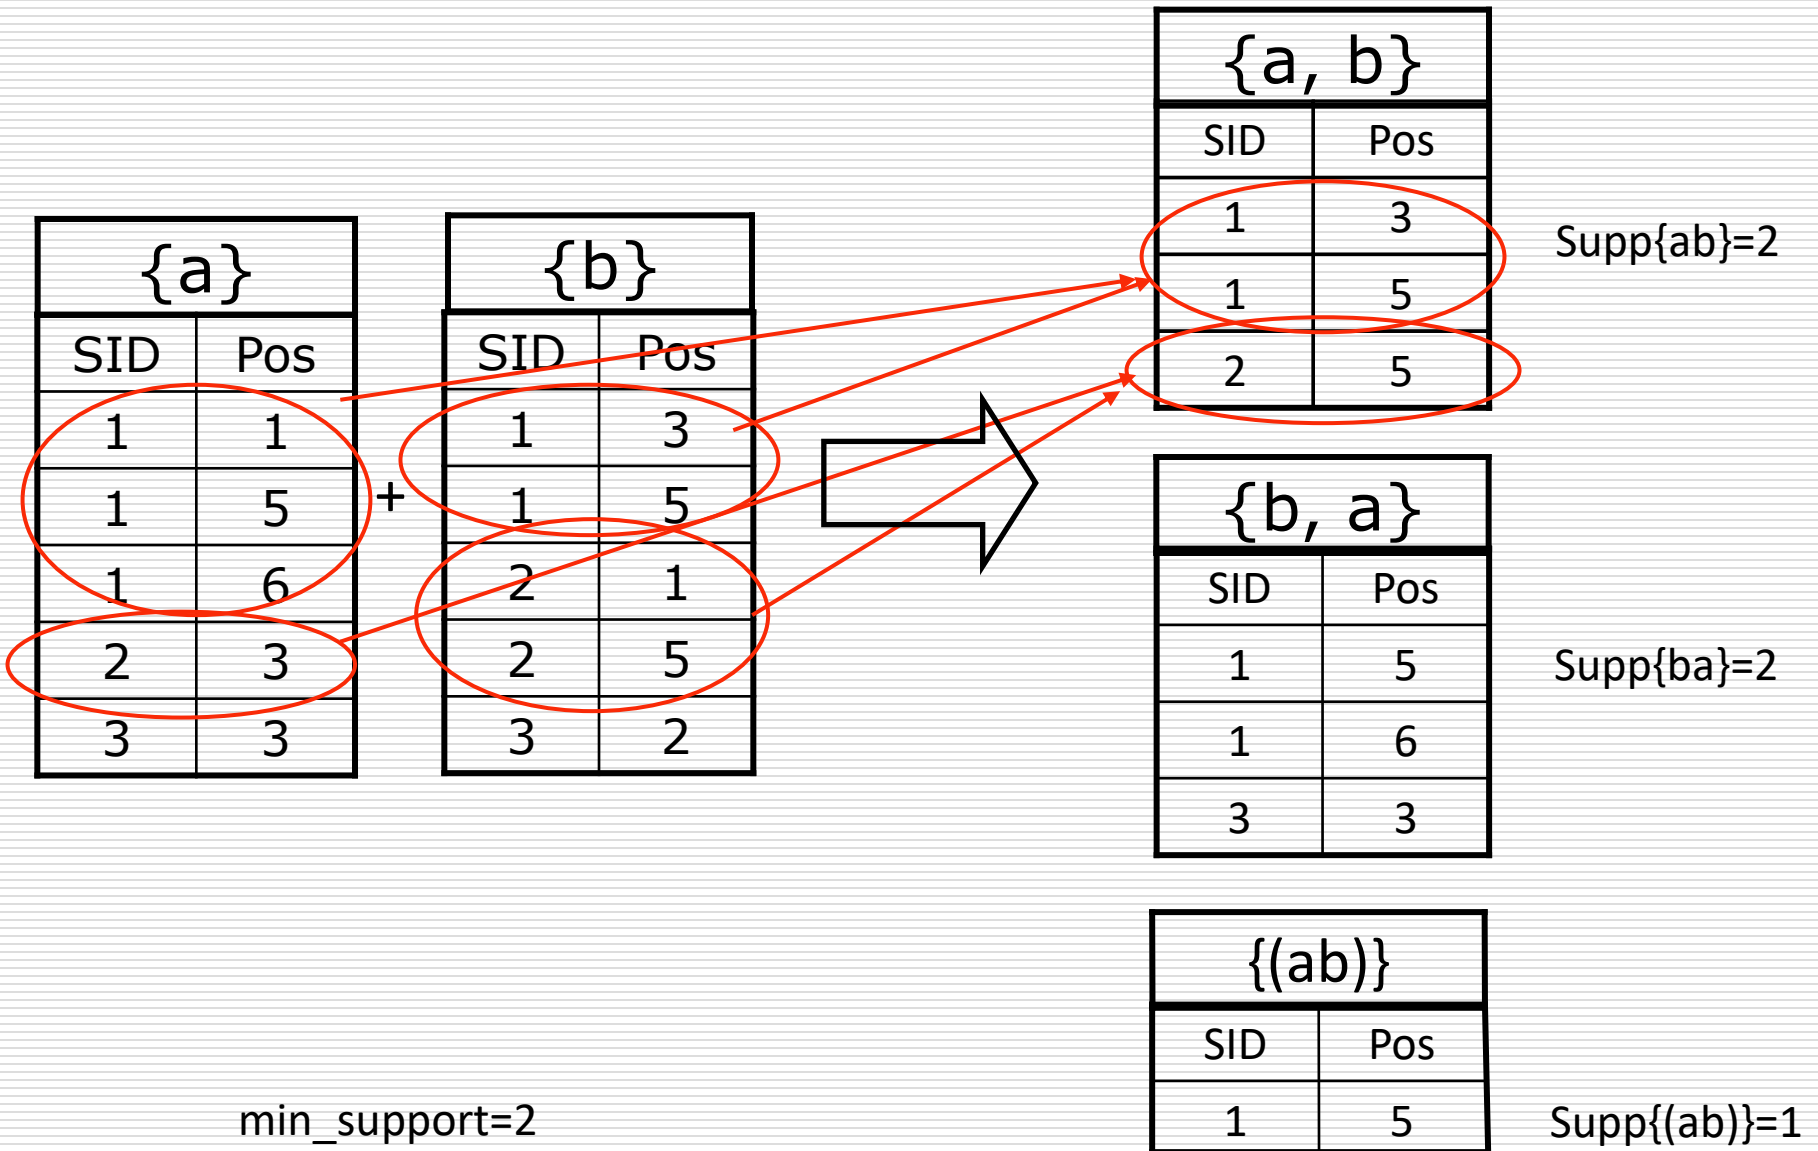 {a}
SID Pos
1 1
1 5
1 6
2 3
3 3
+
{b}
SID Pos
1 3
1 5
2 1
2 5
3 2
{a, b}
SID Pos
1 3
1 5
2 5
Supp{ab}=2
{b, a}
SID Pos
1 5
1 6
3 3
Supp{ba}=2
{(ab)}
SID Pos
1 5
Supp{(ab)}=1
min_support=2